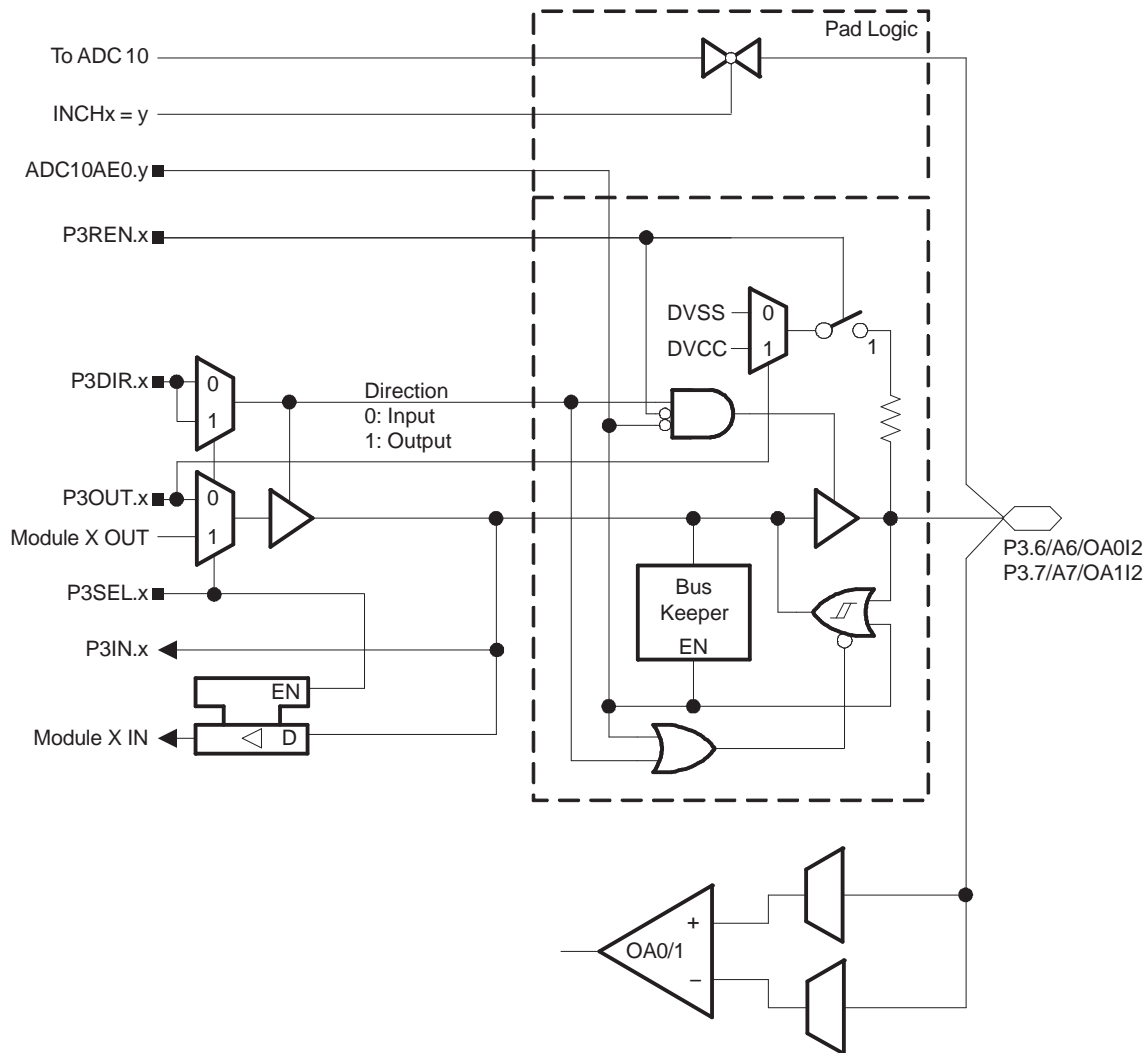 Pad Logic
To ADC 10
INCHx = y
ADC10AE0.y
P3REN.x
DVSS
0
DVCC
1
1
P3DIR.x
0
1
Direction
0: Input
1: Output
P3OUT.x
0
Module X OUT
1
P3SEL.x
Bus
Keeper
EN
P3.6/A6/OA0I2
P3.7/A7/OA1I2
P3IN.x
EN
Module X IN
D
+
OA0/1
−